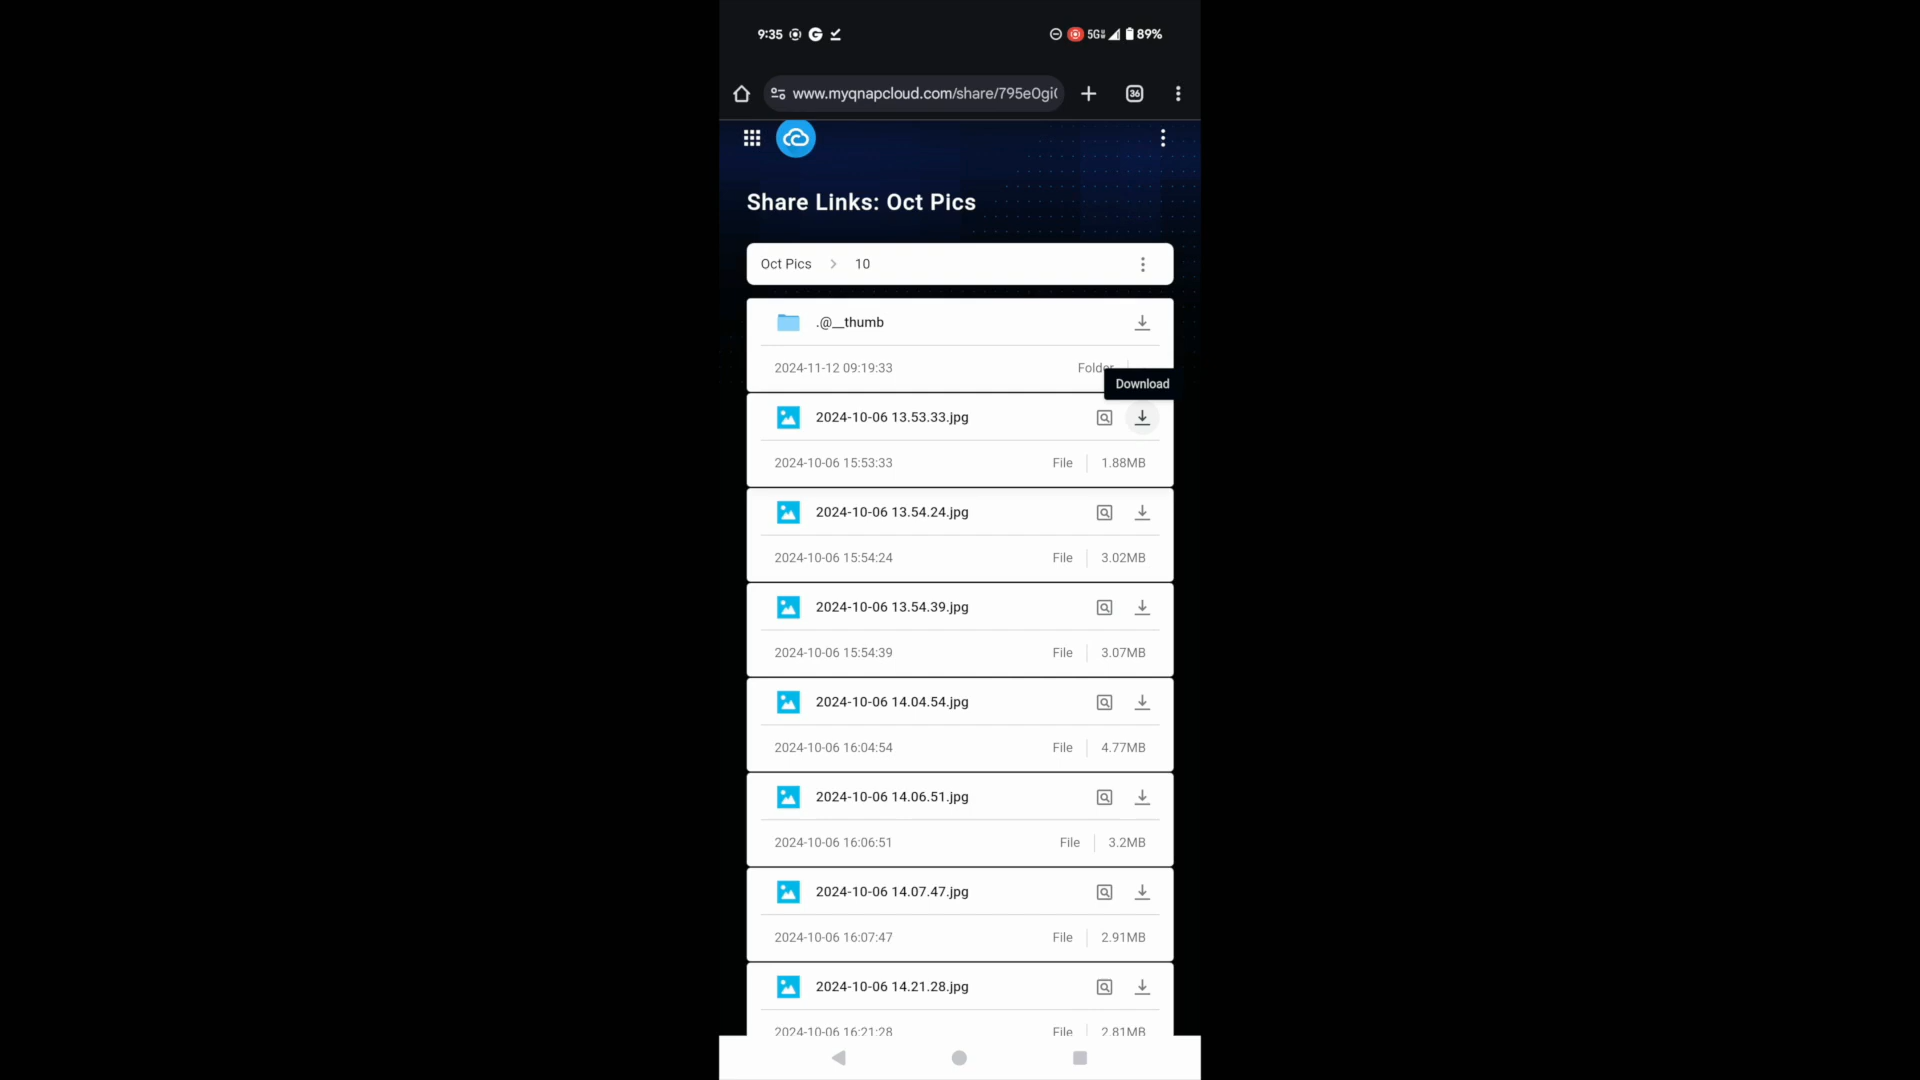 9:35 5G 89%
www.myqnapcloud.com/share/795e0gi 36
Share Links: Oct Pics
Oct Pics > 10
.@__thumb
2024-11-12 09:19:33 Folder
Download
2024-10-06 13.53.33.jpg
2024-10-06 15:53:33 File 1.88MB
2024-10-06 13.54.24.jpg
2024-10-06 15:54:24 File 3.02MB
2024-10-06 13.54.39.jpg
2024-10-06 15:54:39 File 3.07MB
2024-10-06 14.04.54.jpg
2024-10-06 16:04:54 File 4.77MB
2024-10-06 14.06.51.jpg
2024-10-06 16:06:51 File 3.2MB
2024-10-06 14.07.47.jpg
2024-10-06 16:07:47 File 2.91MB
2024-10-06 14.21.28.jpg
2024-10-06 16:21:28 File 2.81MB